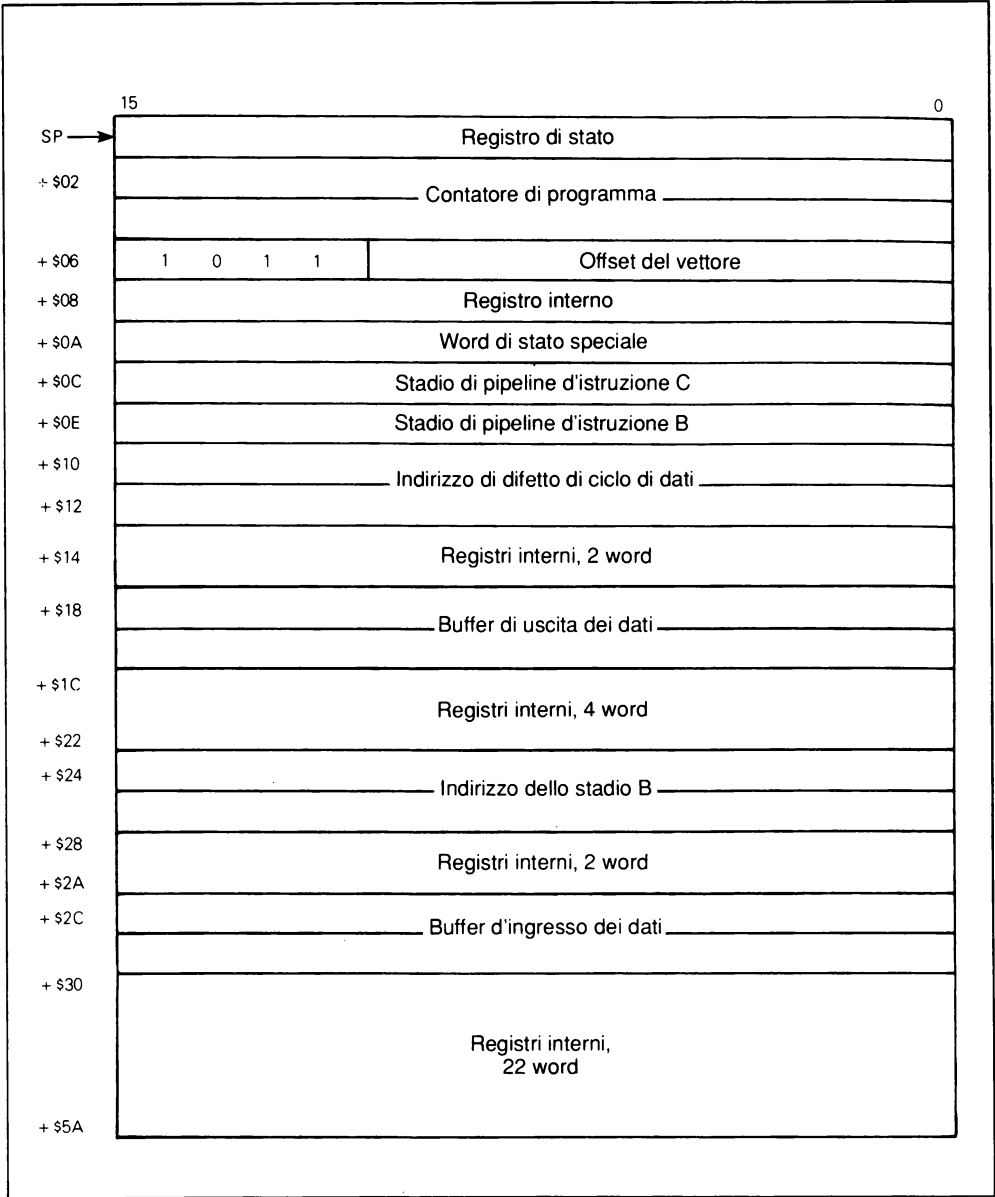 15 0
SP Registro di stato
+ $02
Contatore di programma
+ $06 1 0 1 1 Offset del vettore
+ $08 Registro interno
+ $0A Word di stato speciale
+ $0C Stadio di pipeline d'istruzione C
+ $0E Stadio di pipeline d'istruzione B
+ $10
Indirizzo di difetto di ciclo di dati
+ $12
+ $14 Registri interni, 2 word
+ $18
Buffer di uscita dei dati
+ $1C
Registri interni, 4 word
+ $22
+ $24
Indirizzo dello stadio B
+ $28
Registri interni, 2 word
+ $2A
+ $2C
Buffer d'ingresso dei dati
+ $30
Registri interni,
22 word
+ $5A